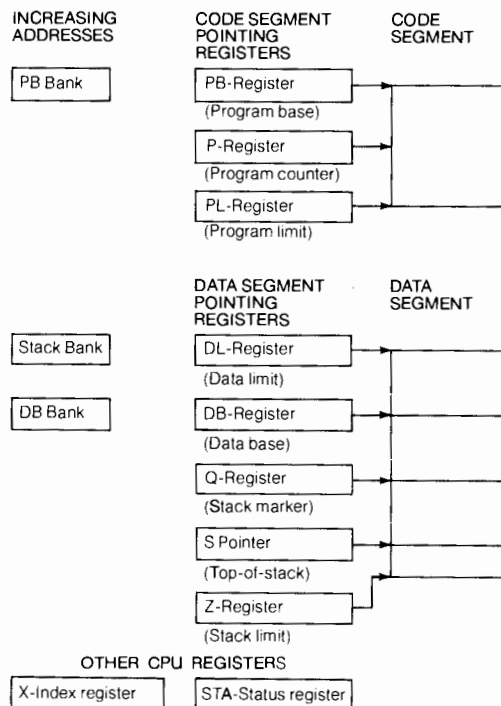 INCREASING
ADDRESSES
CODE SEGMENT
POINTING
REGISTERS
CODE
SEGMENT
PB Bank
PB-Register
(Program base)
P-Register
(Program counter)
PL-Register
(Program limit)
DATA SEGMENT
POINTING
REGISTERS
DATA
SEGMENT
Stack Bank
DL-Register
(Data limit)
DB Bank
DB-Register
(Data base)
Q-Register
(Stack marker)
S Pointer
(Top-of-stack)
Z-Register
(Stack limit)
OTHER CPU REGISTERS
X-Index register
STA-Status register